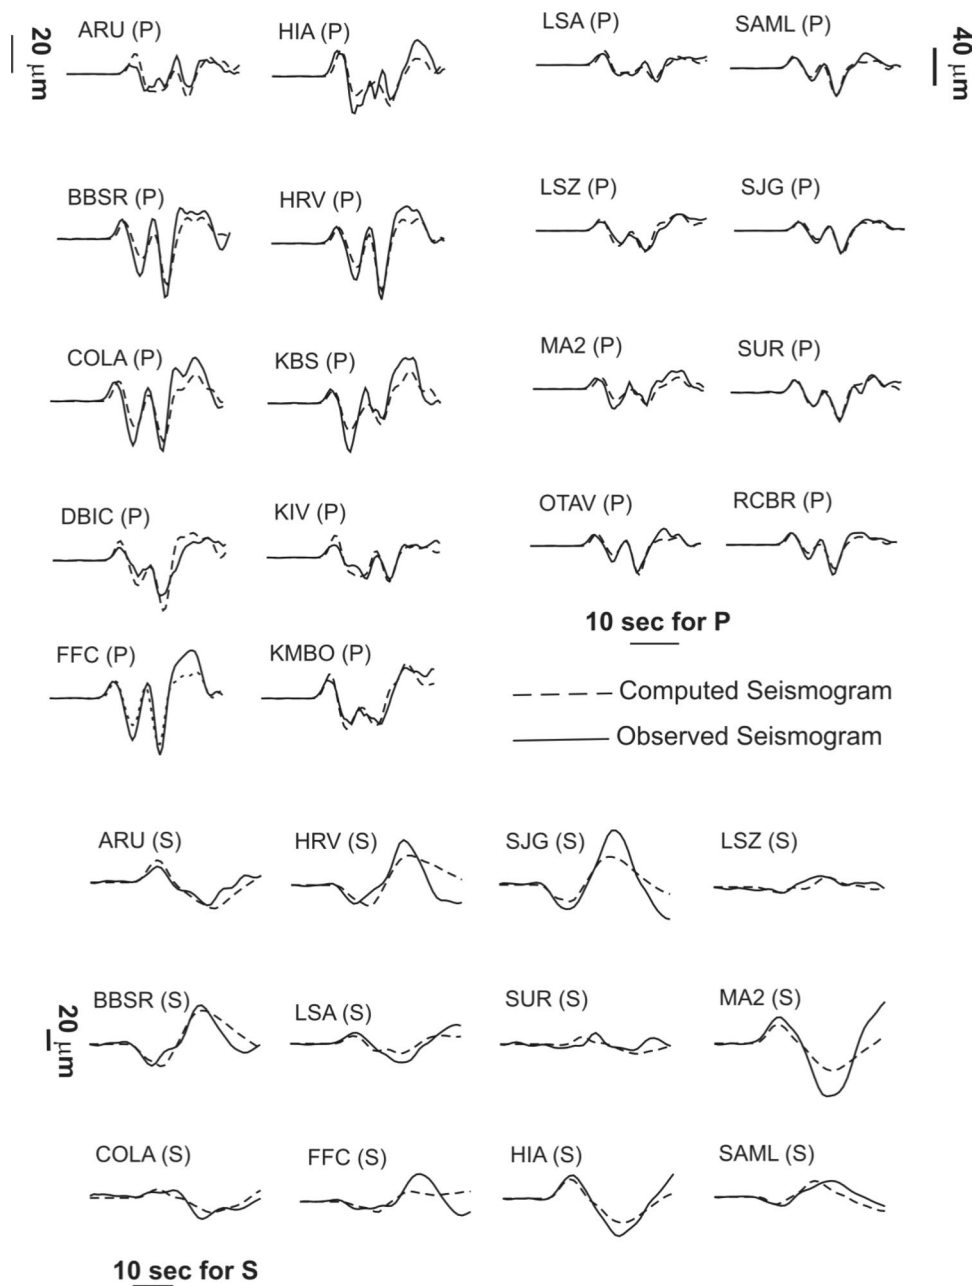 ARU (P)
HIA (P)
LSA (P)
SAML (P)
20 μm
40 μm
BBSR (P)
HRV (P)
LSZ (P)
SJG (P)
COLA (P)
KBS (P)
MA2 (P)
SUR (P)
DBIC (P)
KIV (P)
OTAV (P)
RCBR (P)
10 sec for P
FFC (P)
KMBO (P)
Computed Seismogram
Observed Seismogram
ARU (S)
HRV (S)
SJG (S)
LSZ (S)
BBSR (S)
LSA (S)
SUR (S)
MA2 (S)
20 μm
COLA (S)
FFC (S)
HIA (S)
SAML (S)
10 sec for S